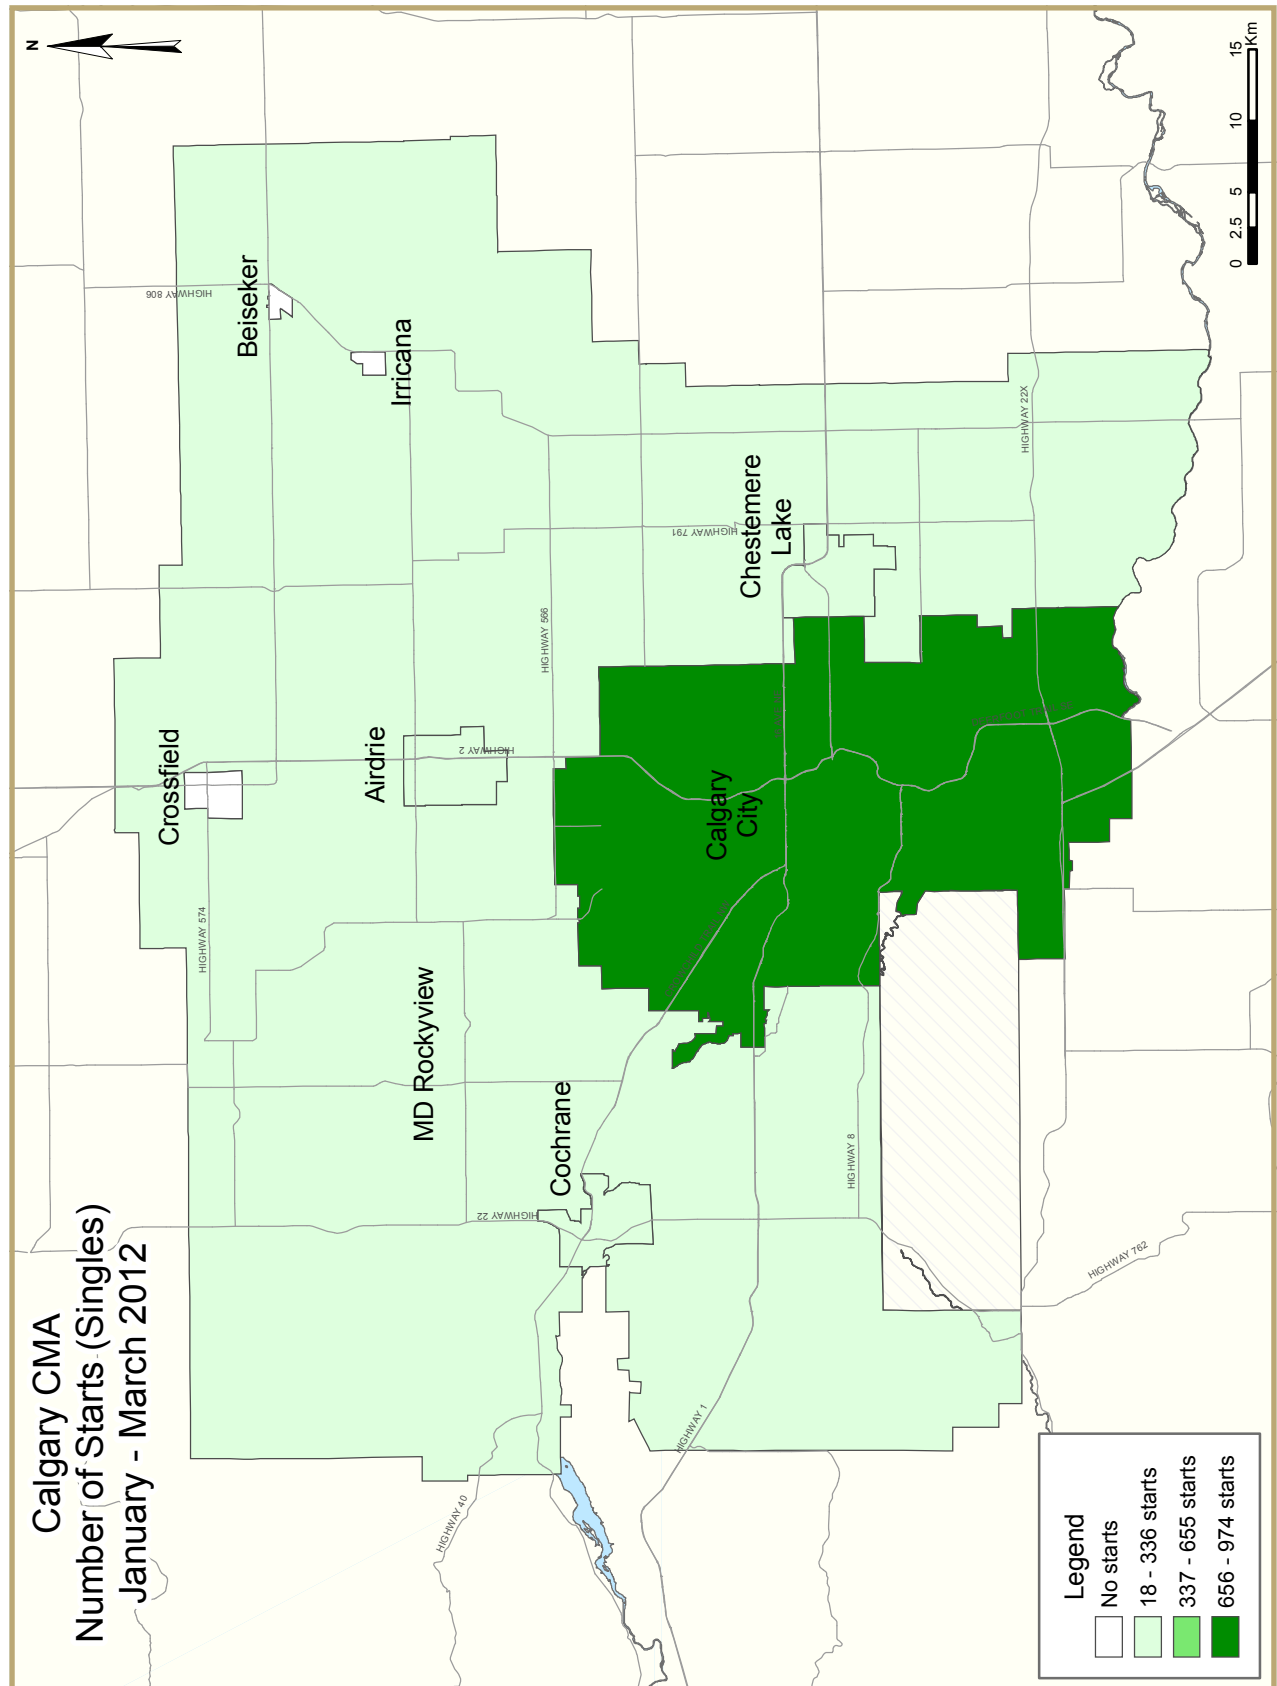 Calgary CMA
Number of Starts (Singles)
January - March 2012
N
Crossfield
Beiseker
Irricana
Airdrie
MD Rockyview
Cochrane
Calgary
City
Chestemere
Lake
HIGHWAY 806
HIGHWAY 574
HIGHWAY 2
HIGHWAY 566
HIGHWAY 791
HIGHWAY 22X
HIGHWAY 22
HIGHWAY 8
HIGHWAY 1
HIGHWAY 40
HIGHWAY 762
Legend
No starts
18 - 336 starts
337 - 655 starts
656 - 974 starts
0 2.5 5 10 15
Km